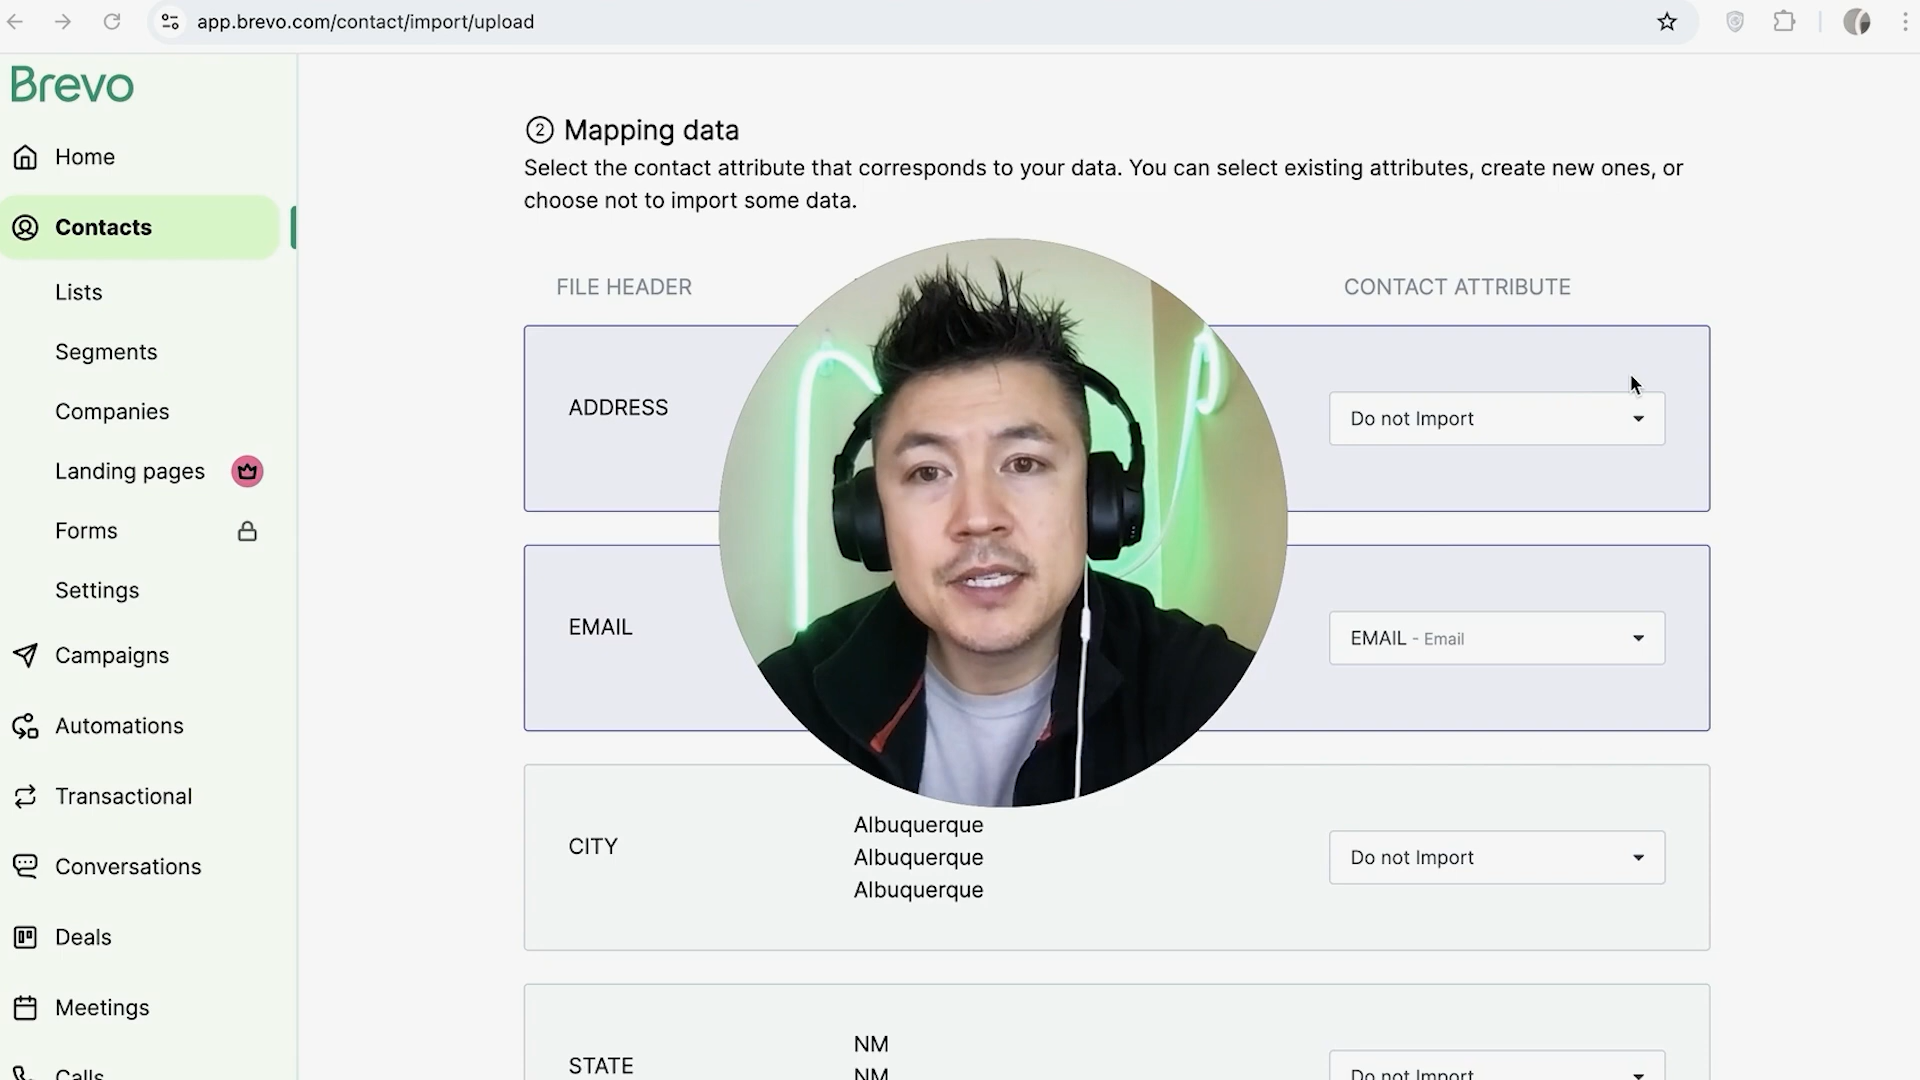 app.brevo.com/contact/import/upload
Brevo
Home
Contacts
Lists
Segments
Companies
Landing pages
Forms
Settings
Campaigns
Automations
Transactional
Conversations
Deals
Meetings
Calls
2 Mapping data
Select the contact attribute that corresponds to your data. You can select existing attributes, create new ones, or
choose not to import some data.
FILE HEADER
CONTACT ATTRIBUTE
ADDRESS
Do not Import
EMAIL
EMAIL - Email
CITY
Albuquerque
Albuquerque
Albuquerque
Do not Import
STATE
NM
NM
Do not Import